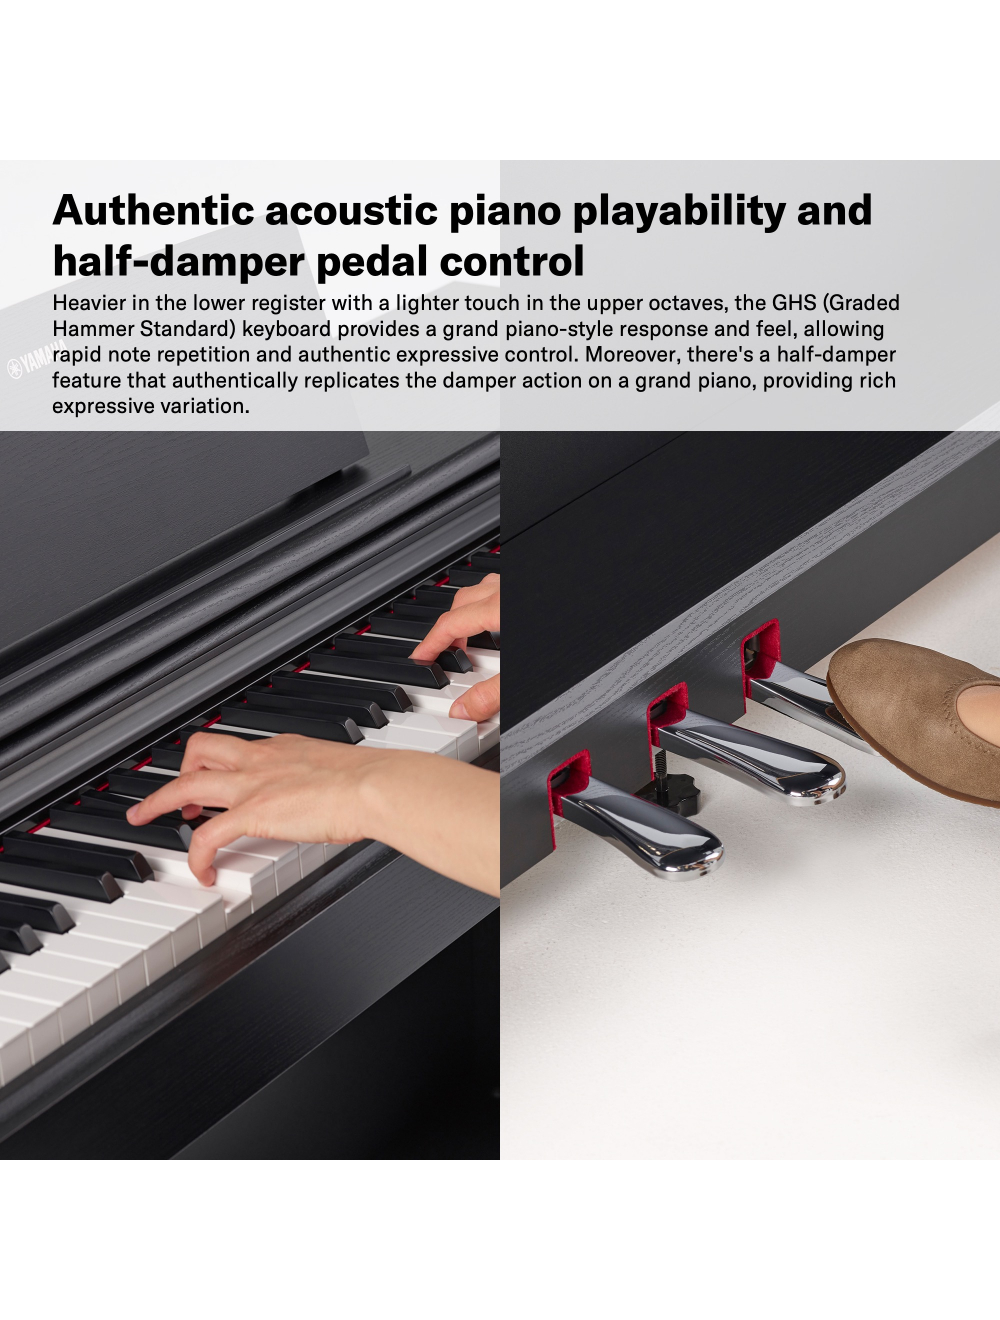 Authentic acoustic piano playability and
half-damper pedal control
Heavier in the lower register with a lighter touch in the upper octaves, the GHS (Graded
Hammer Standard) keyboard provides a grand piano-style response and feel, allowing
rapid note repetition and authentic expressive control. Moreover, there's a half-damper
feature that authentically replicates the damper action on a grand piano, providing rich
expressive variation.
YAMAHA